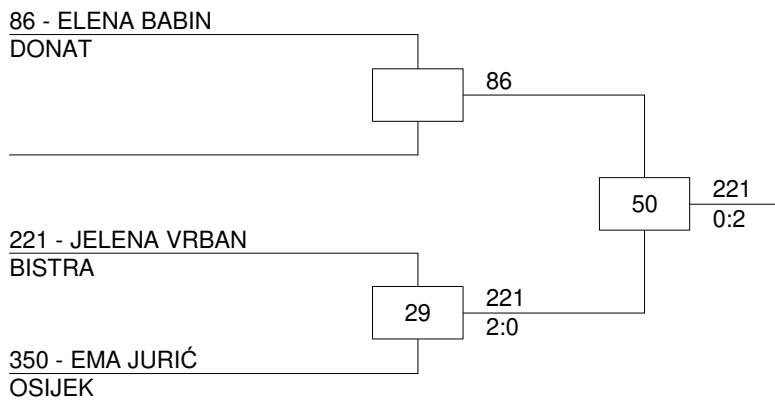 86 - ELENA BABIN
DONAT
86
221 - JELENA VRBAN
BISTRA
29
221
2:0
350 - EMA JURIĆ
OSIJEK
50
221
0:2